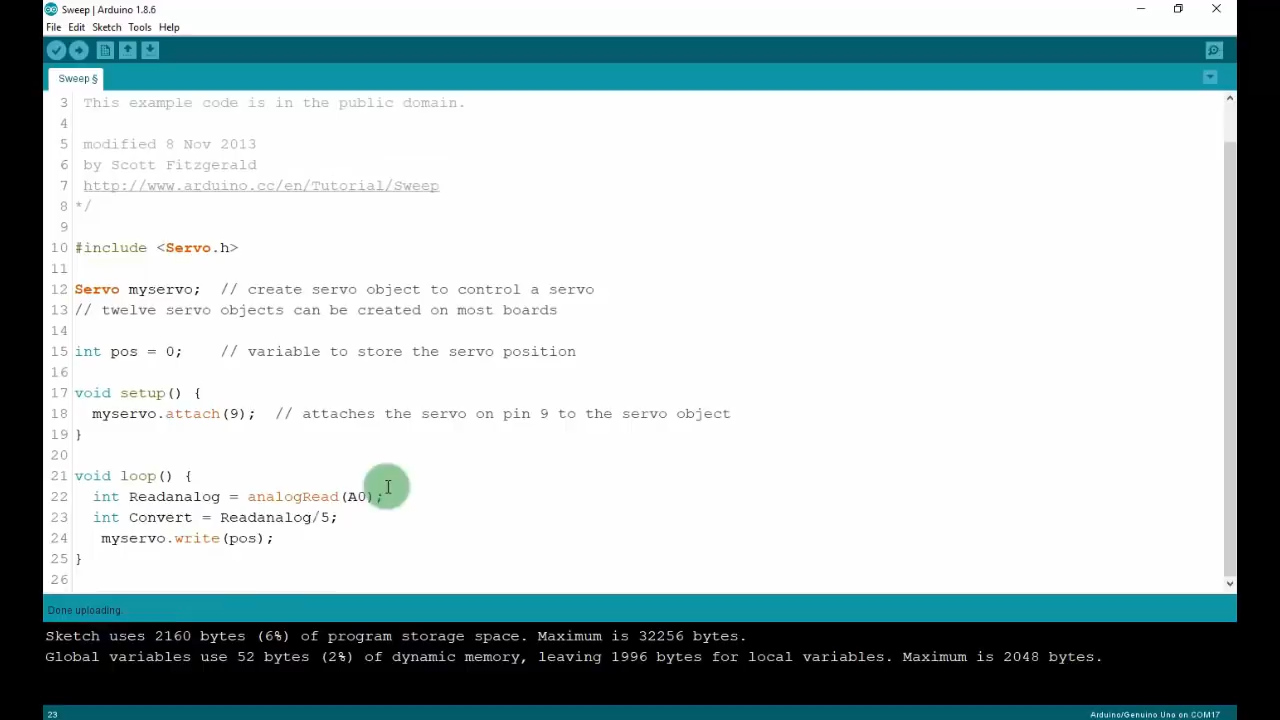 Sweep | Arduino 1.8.6
File Edit Sketch Tools Help
Sweep §
3 This example code is in the public domain.
4
5 modified 8 Nov 2013
6 by Scott Fitzgerald
7 http://www.arduino.cc/en/Tutorial/Sweep
8 */
9
10 #include <Servo.h>
11
12 Servo myservo;  // create servo object to control a servo
13 // twelve servo objects can be created on most boards
14
15 int pos = 0;    // variable to store the servo position
16
17 void setup() {
18   myservo.attach(9);  // attaches the servo on pin 9 to the servo object
19 }
20
21 void loop() {
22   int Readanalog = analogRead(A0);
23   int Convert = Readanalog/5;
24    myservo.write(pos);
25 }
26
Done uploading.
Sketch uses 2160 bytes (6%) of program storage space. Maximum is 32256 bytes.
Global variables use 52 bytes (2%) of dynamic memory, leaving 1996 bytes for local variables. Maximum is 2048 bytes.
23 Arduino/Genuino Uno on COM17